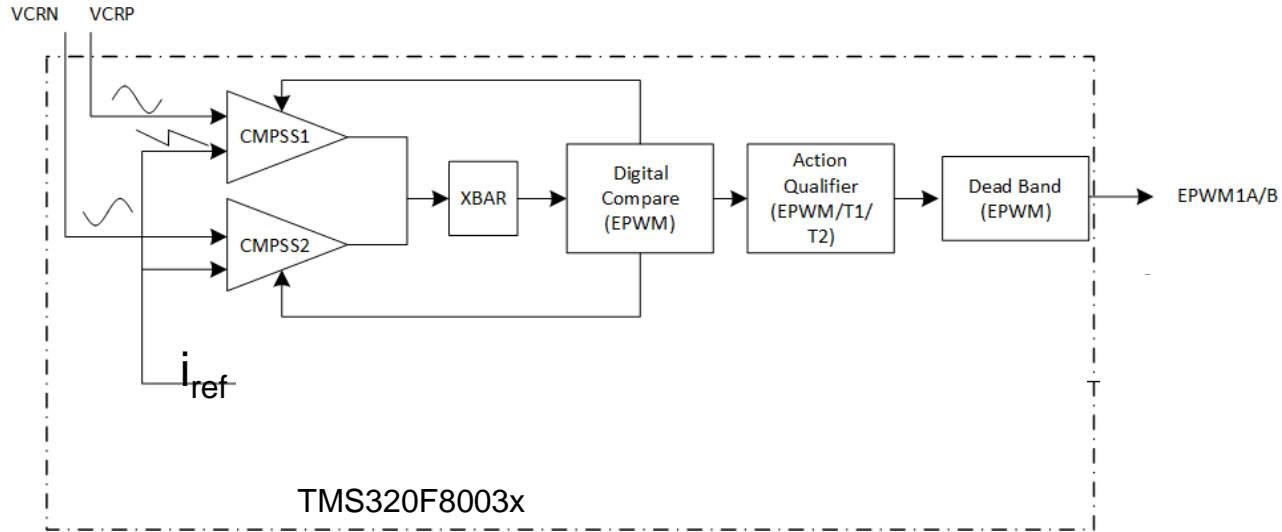 VCRN VCRP
CMPSS1
CMPSS2
XBAR
Digital
Compare
(EPWM)
Action
Qualifier
(EPWM/T1/
T2)
Dead Band
(EPWM)
EPWM1A/B
iref
TMS320F8003x